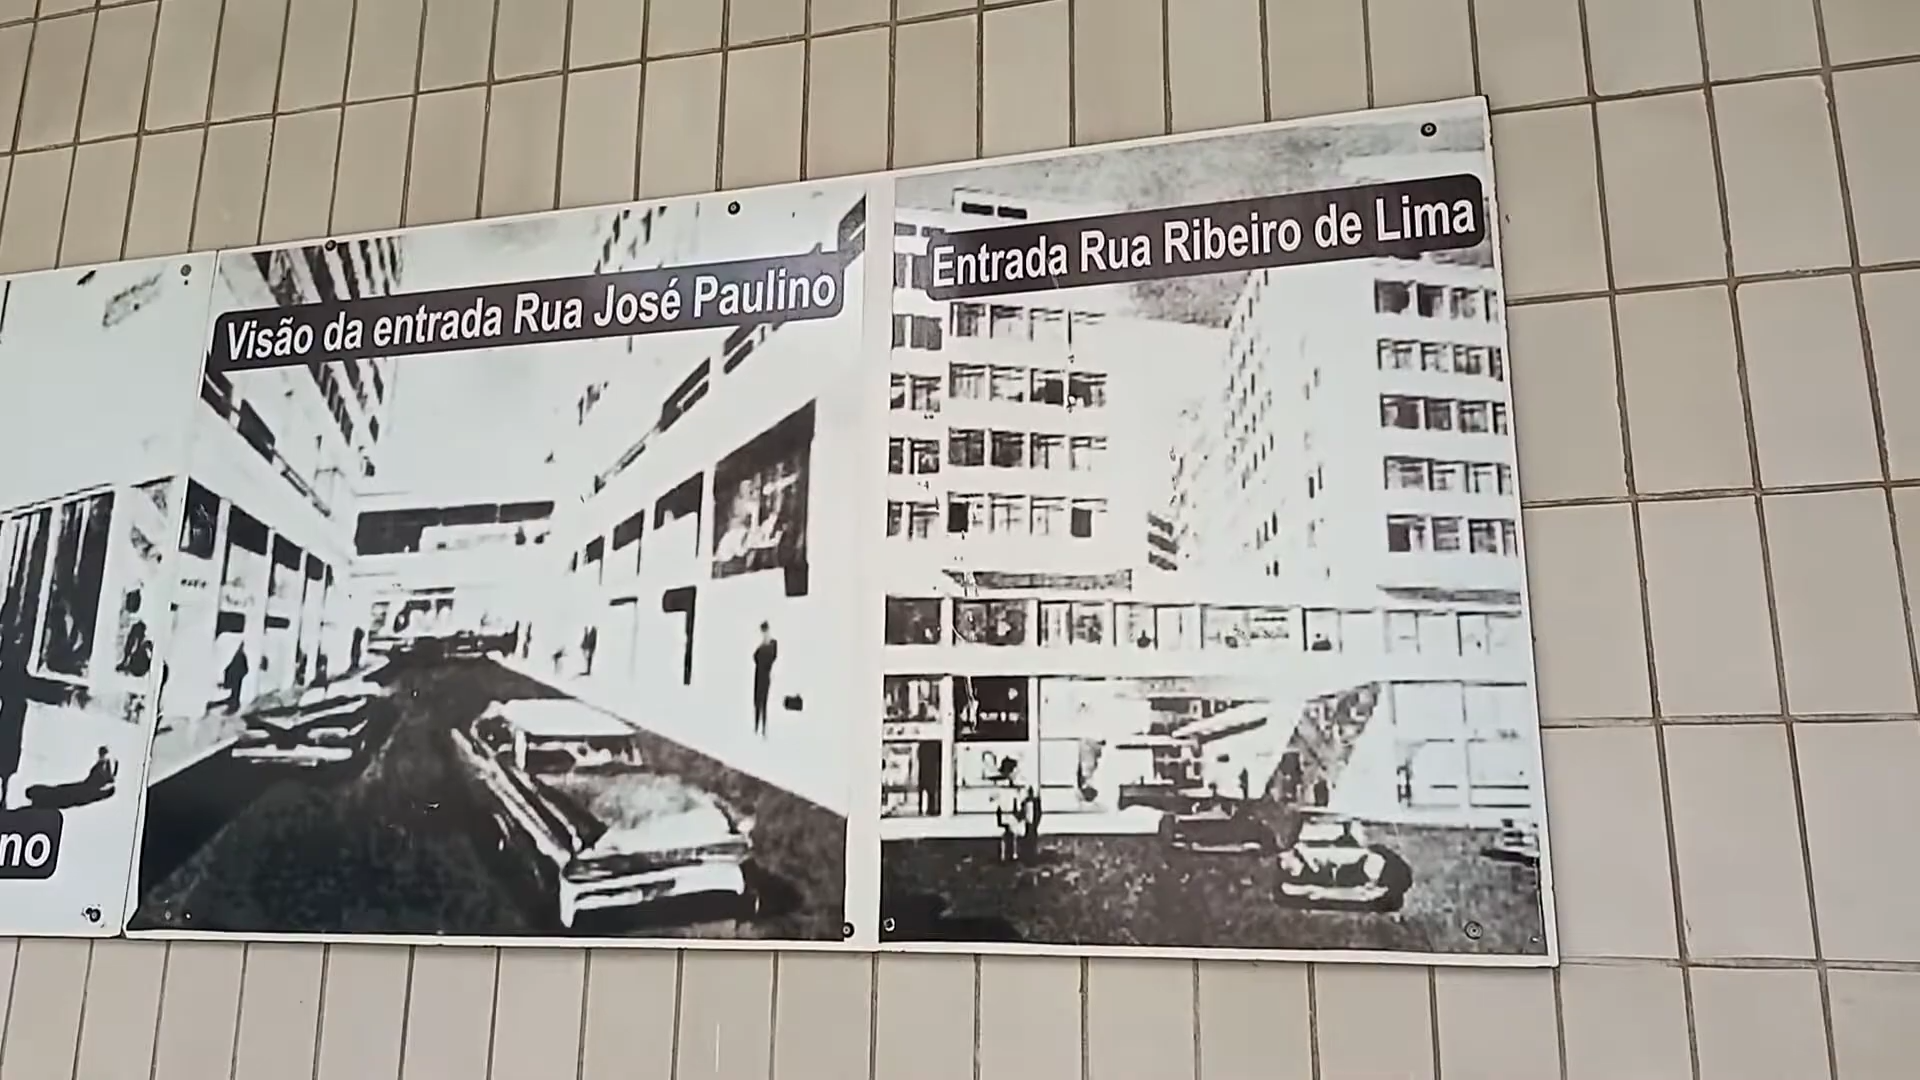 Visão da entrada Rua José Paulino
Entrada Rua Ribeiro de Lima
no